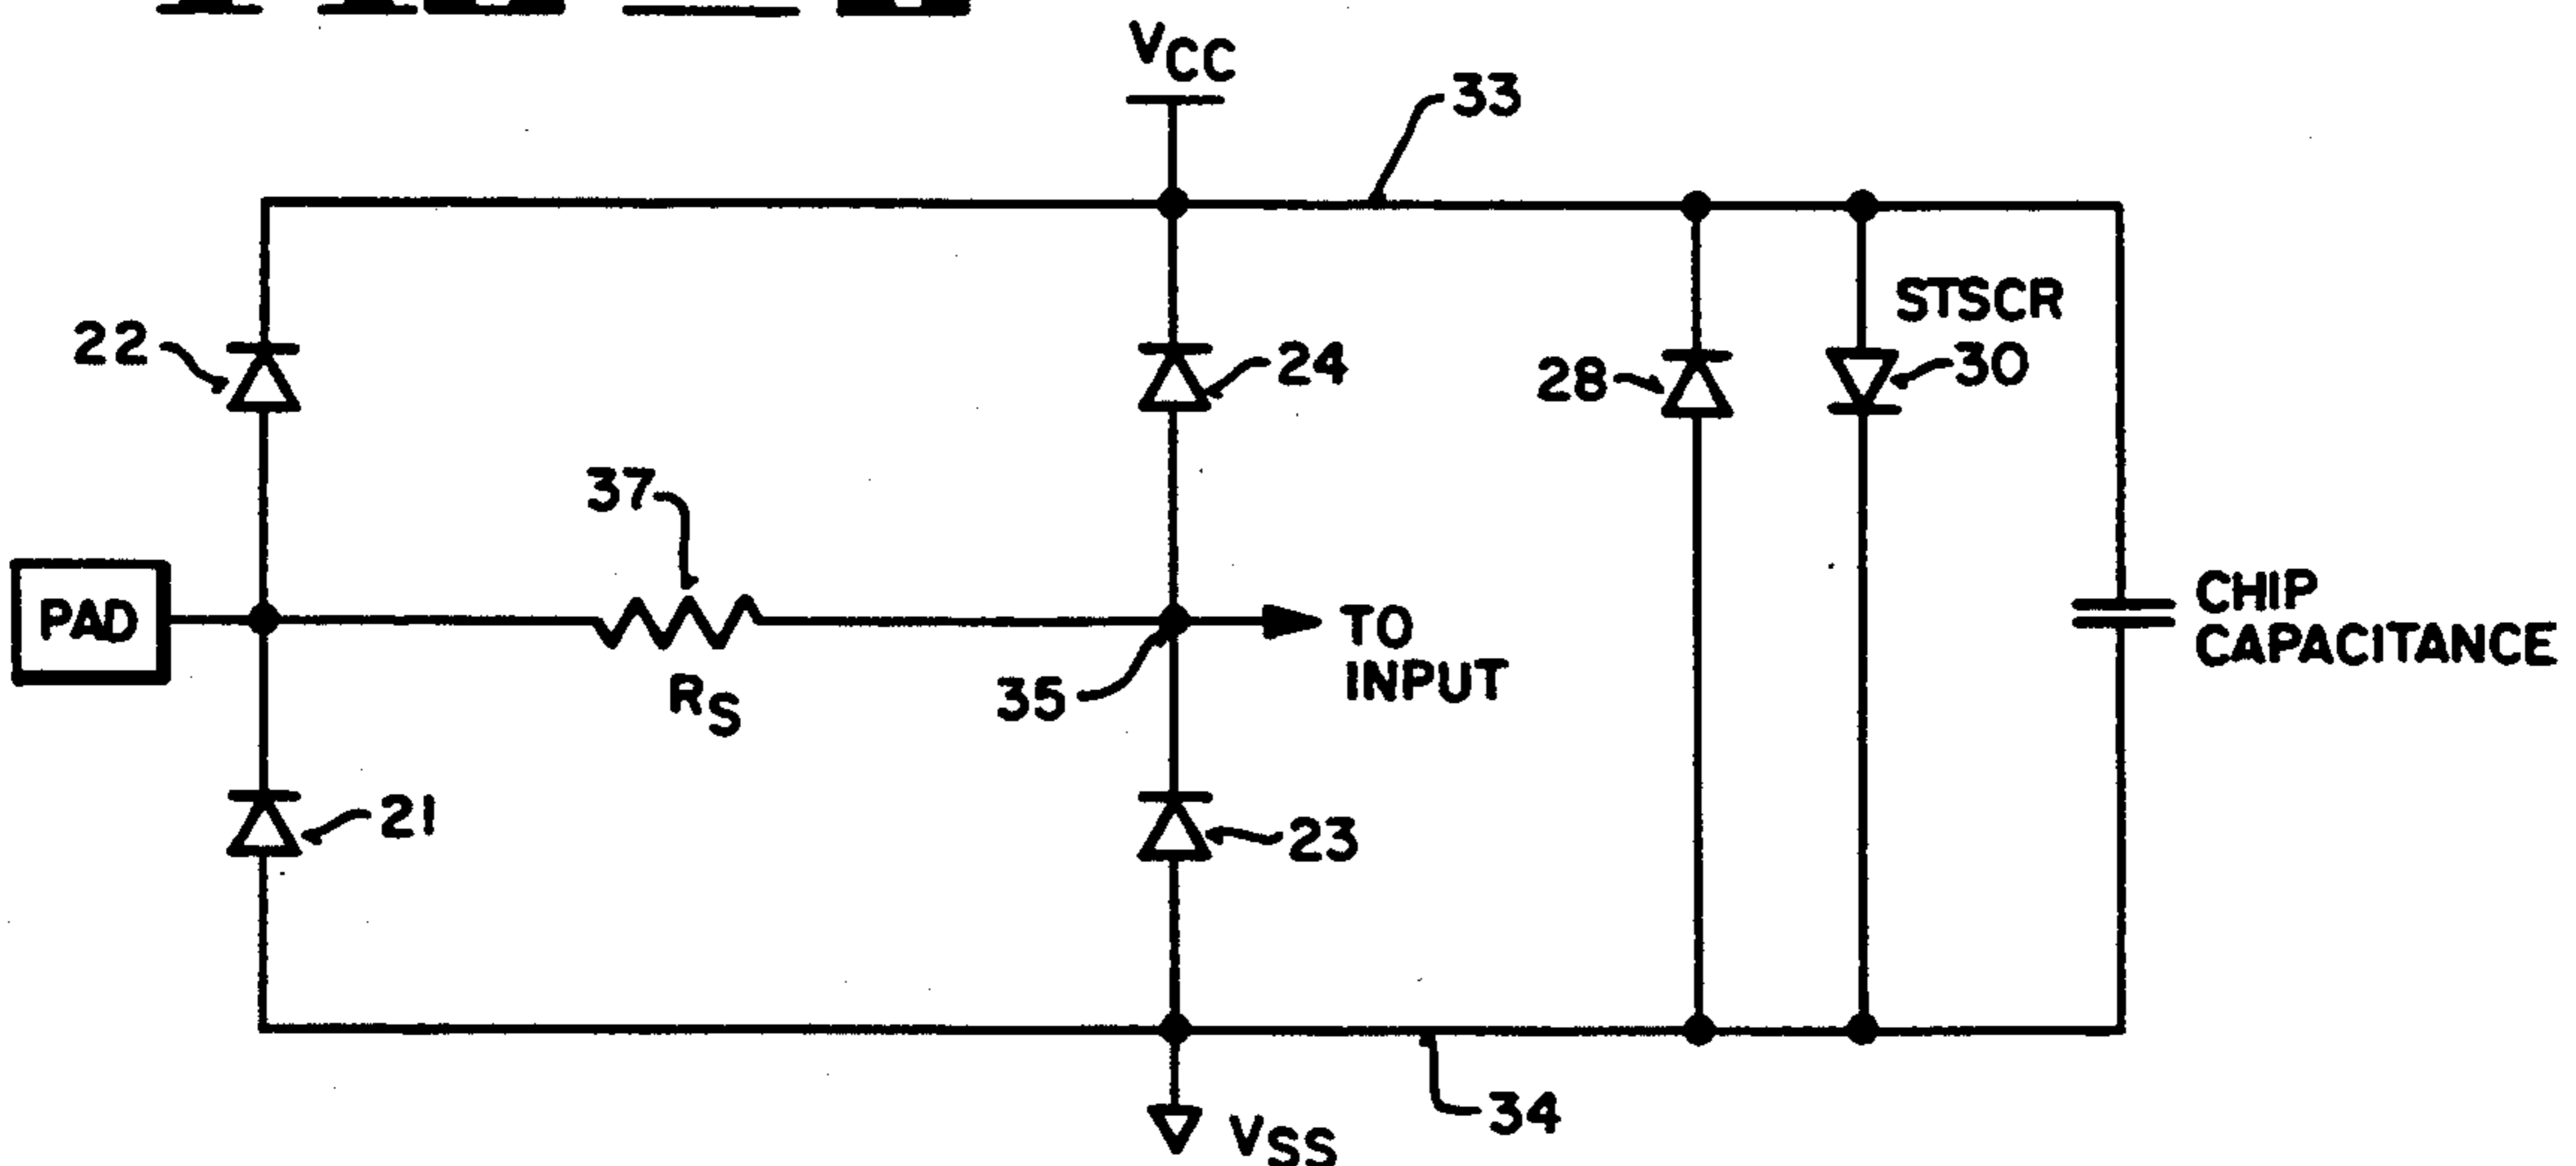 VCC
33
22
24
28
STSCR
30
37
PAD
RS
35
TO
INPUT
CHIP
CAPACITANCE
21
23
34
VSS